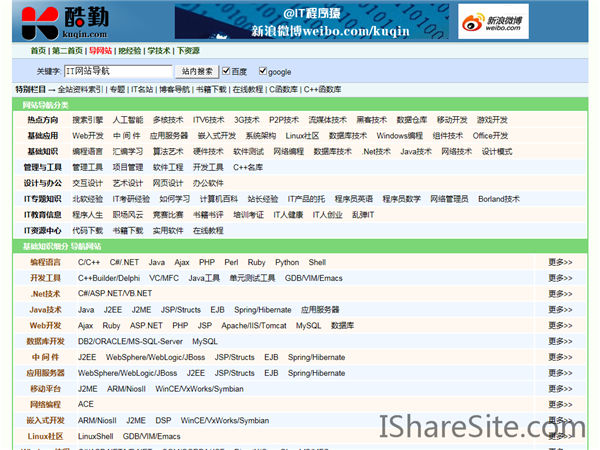 酷勤
kuqin.com
@IT程序猿
新浪微博weibo.com/kuqin
新浪微博
weibo.com
首页 | 第二首页 | 导网站 | 挖经验 | 学技术 | 下资源
关键字: IT网站导航 站内搜索 百度 google
特别栏目 → 全站资料索引 | 专题 | IT名站 | 博客导航 | 书籍下载 | 在线教程 | C函数库 | C++函数库
网站导航分类
热点方向 搜索引擎 人工智能 多核技术 ITV6技术 3G技术 P2P技术 流媒体技术 黑客技术 数据仓库 移动开发 游戏开发
基础应用 Web开发 中 间 件 应用服务器 嵌入式开发 系统架构 Linux社区 数据库技术 Windows编程 组件技术 Office开发
基础知识 编程语言 汇编学习 算法艺术 硬件技术 软件测试 网络编程 数据库技术 .Net技术 Java技术 网络技术 设计模式
管理与工具 管理工具 项目管理 软件工程 开发工具 C++名库
设计与办公 交互设计 艺术设计 网页设计 办公软件
IT专题知识 北软经验 IT考研经验 如何学习 计算机百科 站长经验 IT产品的托 程序员英语 程序员数学 网络管理员 Borland技术
IT教育信息 程序人生 职场风云 竞赛比赛 书籍书评 培训考证 IT人健康 IT人创业 乱弹IT
IT资源中心 代码下载 书籍下载 实用软件 在线教程
基础知识细分 导航网站
编程语言 C/C++ C#/.NET Java Ajax PHP Perl Ruby Python Shell 更多>>
开发工具 C++Builder/Delphi VC/MFC Java工具 单元测试工具 GDB/VIM/Emacs 更多>>
.Net技术 C#/ASP.NET/VB.NET 更多>>
Java技术 Java J2EE J2ME JSP/Structs EJB Spring/Hibernate 应用服务器 更多>>
Web开发 Ajax Ruby ASP.NET PHP JSP Apache/IIS/Tomcat MySQL 数据库 更多>>
数据库开发 DB2/ORACLE/MS-SQL-Server MySQL 更多>>
中 间 件 J2EE WebSphere/WebLogic/JBoss JSP/Structs EJB Spring/Hibernate 更多>>
应用服务器 WebSphere/WebLogic/JBoss J2EE JSP/Structs EJB Spring/Hibernate 更多>>
移动平台 J2ME ARM/NiosII WinCE/VxWorks/Symbian 更多>>
网络编程 ACE 更多>>
嵌入式开发 ARM/NiosII J2ME DSP WinCE/VxWorks/Symbian 更多>>
Linux社区 LinuxShell GDB/VIM/Emacs 更多>>
IShareSite.com